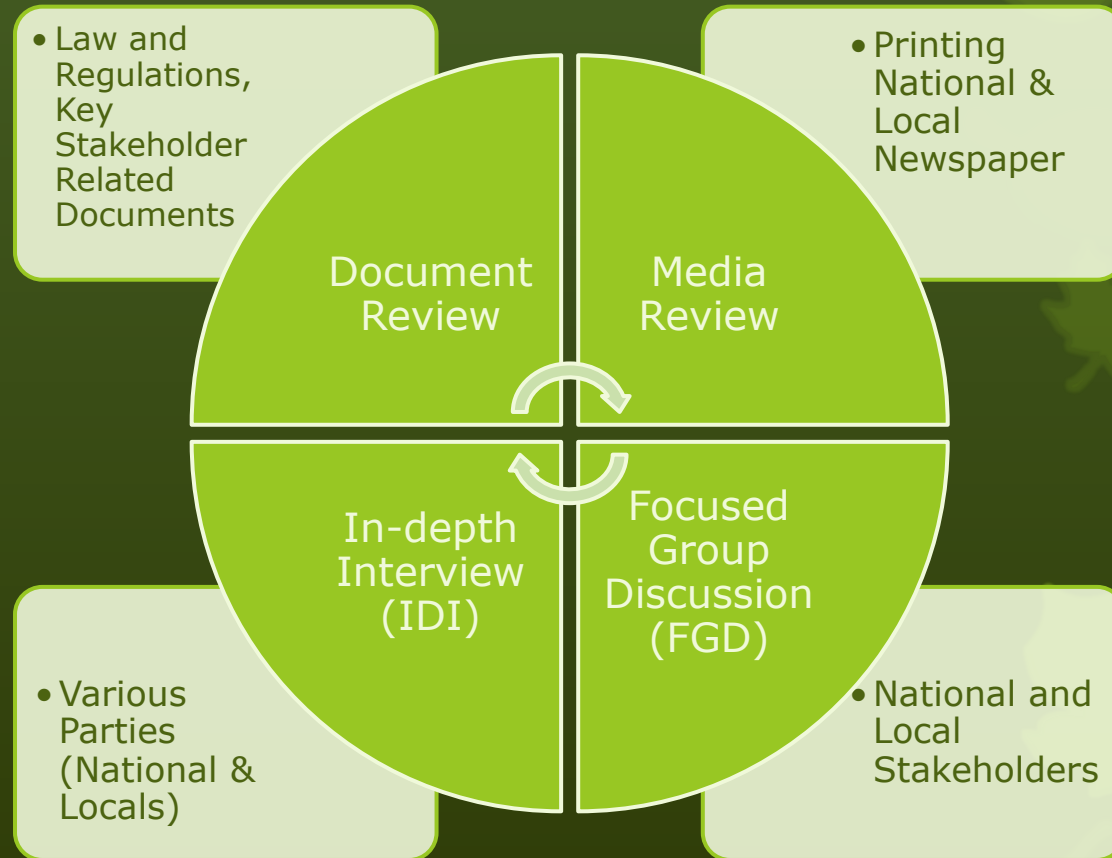 • Law and
Regulations,
Key
Stakeholder
Related
Documents
• Printing
National &
Local
Newspaper
Document
Review
Media
Review
In-depth
Interview
(IDI)
Focused
Group
Discussion
(FGD)
• Various
Parties
(National &
Locals)
• National and
Local
Stakeholders